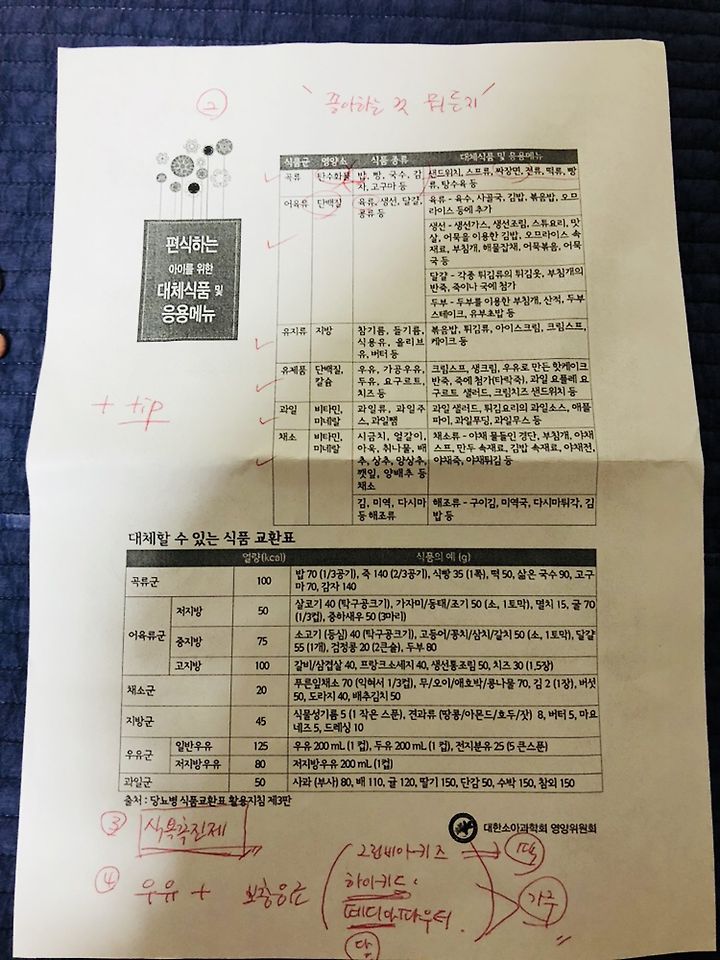 ②
"좋아하는 것 뭐든지"
편식하는
아이를 위한
대체식품 및
응용메뉴
+ tip
식품군 영양소 식품 종류 대체식품 및 응용메뉴
곡류 탄수화물 밥, 빵, 국수, 감자, 고구마 등 샌드위치, 스프류, 짜장면, 전류, 떡류, 빵류, 탕수육 등
어육류 단백질 육류, 생선, 달걀, 콩류 등 육류 - 육수, 사골국, 김밥, 볶음밥, 오므라이스 등에 추가
생선 - 생선가스, 생선조림, 스튜요리, 맛살, 어묵을 이용한 김밥, 오므라이스 속재료, 부침개, 해물잡채, 어묵볶음, 어묵국 등
달걀 - 각종 튀김류의 튀김옷, 부침개의 반죽, 죽이나 국에 첨가
두부 - 두부를 이용한 부침개, 산적, 두부 스테이크, 유부초밥 등
유지류 지방 참기름, 들기름, 식용유, 올리브유, 버터 등 볶음밥, 튀김류, 아이스크림, 크림스프, 케이크 등
유제품 단백질, 칼슘 우유, 가공우유, 두유, 요구르트, 치즈 등 크림스프, 생크림, 우유로 만든 핫케이크 반죽, 죽에 첨가(타락죽), 과일 요플레 요구르트 샐러드, 크림치즈 샌드위치 등
과일 비타민, 미네랄 과일류, 과일주스, 과일쨈 과일 샐러드, 튀김요리의 과일소스, 애플파이, 과일푸딩, 과일무스 등
채소 비타민, 미네랄 시금치, 얼갈이, 아욱, 취나물, 배추, 상추, 양상추, 깻잎, 양배추 등 채소 채소류 - 야채 물들인 경단, 부침개, 야채스프, 만두 속재료, 김밥 속재료, 야채전, 야채죽, 야채튀김 등
김, 미역, 다시마 등 해조류 해조류 - 구이김, 미역국, 다시마튀각, 김밥 등
대체할 수 있는 식품 교환표
열량(kcal) 식품의 예 (g)
곡류군 100 밥 70 (1/3공기), 죽 140 (2/3공기), 식빵 35 (1쪽), 떡 50, 삶은 국수 90, 고구마 70, 감자 140
어육류군 저지방 50 살코기 40 (탁구공크기), 가자미/동태/조기 50 (소, 1토막), 멸치 15, 굴 70 (1/3컵), 중하새우 50 (3마리)
중지방 75 소고기 (등심) 40 (탁구공크기), 고등어/꽁치/삼치/갈치 50 (소, 1토막), 달걀 55 (1개), 검정콩 20 (2큰술), 두부 80
고지방 100 갈비/삼겹살 40, 프랑크소세지 40, 생선통조림 50, 치즈 30 (1.5장)
채소군 20 푸른잎채소 70 (익혀서 1/3컵), 무/오이/애호박/콩나물 70, 김 2 (1장), 버섯 50, 도라지 40, 배추김치 50
지방군 45 식물성기름 5 (1 작은 스푼), 견과류 (땅콩/아몬드/호두/잣) 8, 버터 5, 마요네즈 5, 드레싱 10
우유군 일반우유 125 우유 200 mL (1 컵), 두유 200 mL (1 컵), 전지분유 25 (5 큰스푼)
저지방우유 80 저지방우유 200 mL (1컵)
과일군 50 사과 (부사) 80, 배 110, 귤 120, 딸기 150, 단감 50, 수박 150, 참외 150
출처 : 당뇨병 식품교환표 활용지침 제3판
대한소아과학회 영양위원회
③ 식욕촉진제
④ 우유 + 보충음료
그린비아키즈 ⇒ 액
하이키드
페디아파우더
가루